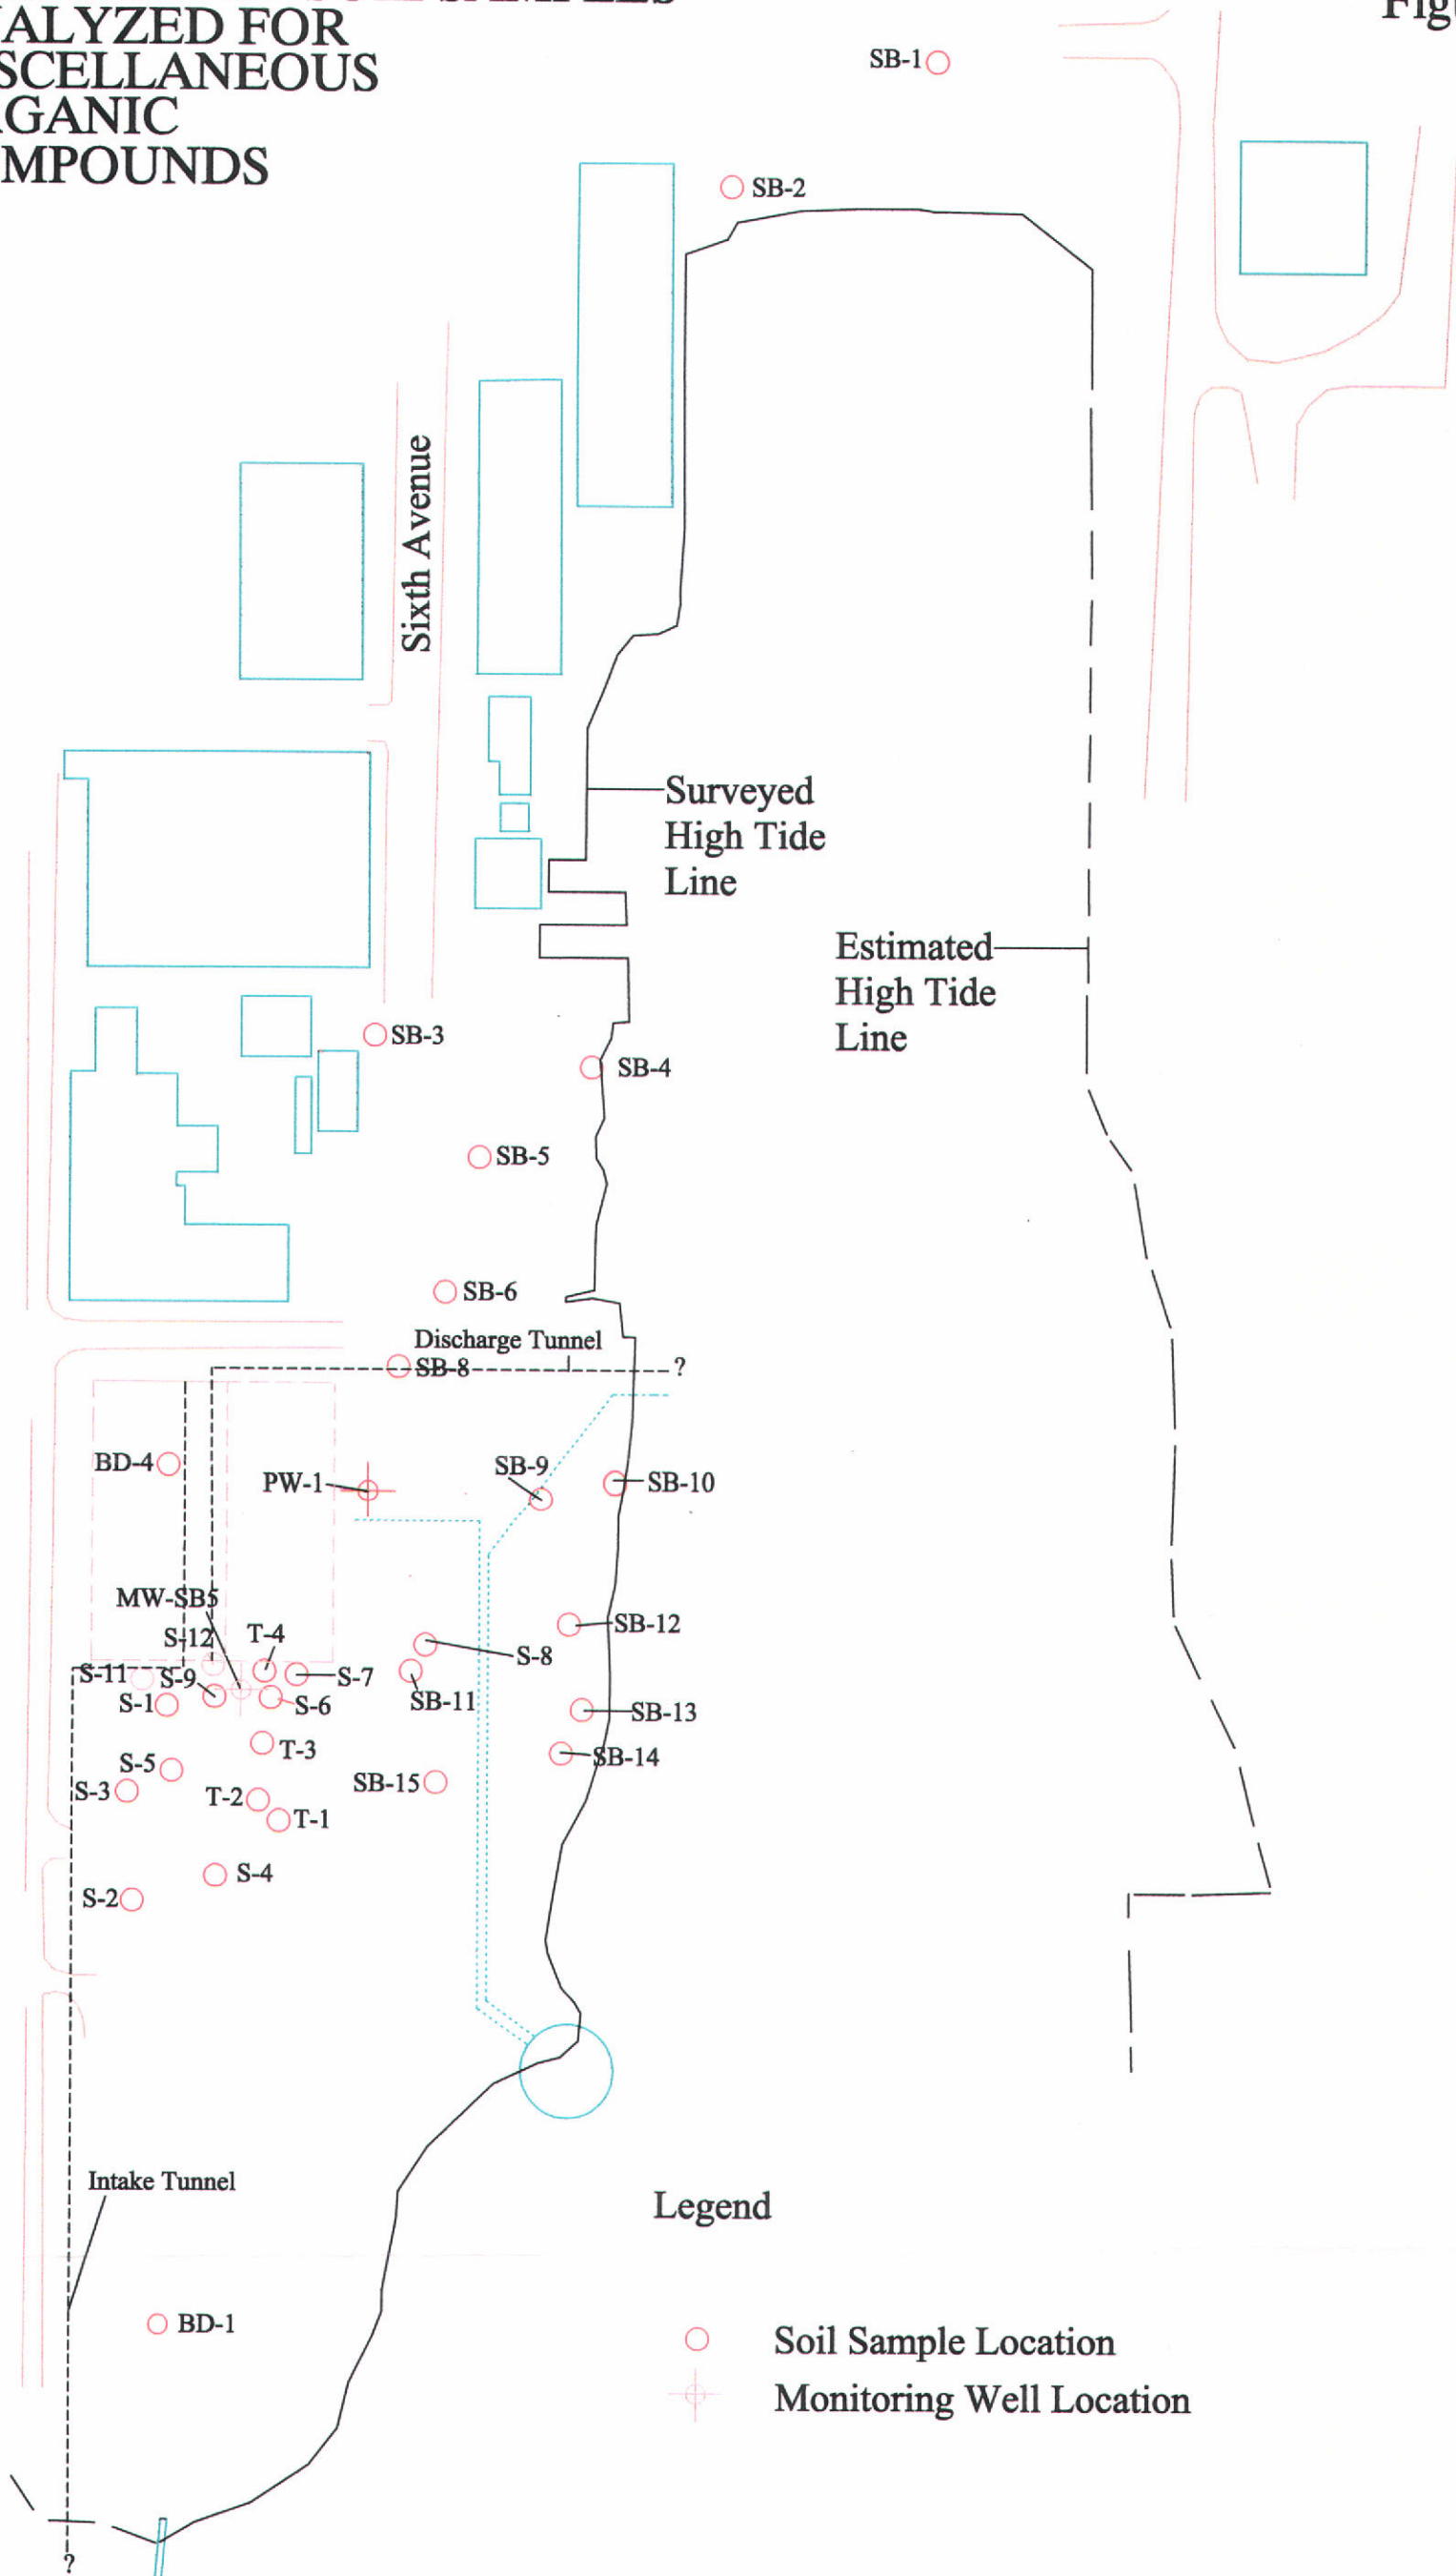 SAMPLES
ALYZED FOR
SCELLANEOUS
GANIC
MPOUNDS
SB-1
SB-2
Sixth Avenue
Surveyed
High Tide
Line
Estimated
High Tide
Line
SB-3
SB-4
SB-5
SB-6
Discharge Tunnel
SB-8
?
BD-4
PW-1
SB-9
SB-10
MW-SB5
S-12
T-4
SB-12
S-8
S-11
S-9
S-7
S-1
S-6
SB-11
SB-13
T-3
S-5
SB-14
S-3
T-2
SB-15
T-1
S-4
S-2
Intake Tunnel
Legend
BD-1
Soil Sample Location
Monitoring Well Location
?